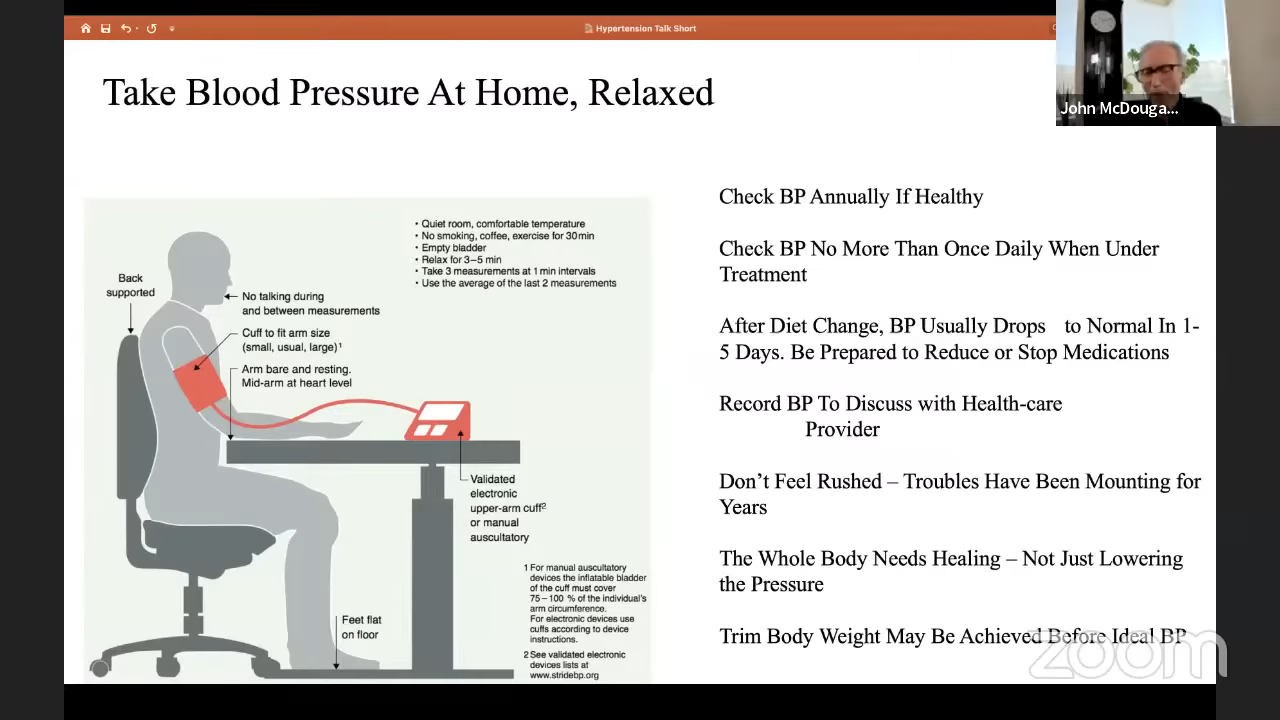 Hypertension Talk Short
John McDouga...
Take Blood Pressure At Home, Relaxed
• Quiet room, comfortable temperature
• No smoking, coffee, exercise for 30 min
• Empty bladder
• Relax for 3–5 min
• Take 3 measurements at 1 min intervals
• Use the average of the last 2 measurements
Back
supported
No talking during
and between measurements
Cuff to fit arm size
(small, usual, large)1
Arm bare and resting.
Mid-arm at heart level
Validated
electronic
upper-arm cuff2
or manual
auscultatory
Feet flat
on floor
1 For manual auscultatory
devices the inflatable bladder
of the cuff must cover
75–100 % of the individual's
arm circumference.
For electronic devices use
cuffs according to device
instructions.
2 See validated electronic
devices lists at
www.stridebp.org
Check BP Annually If Healthy
Check BP No More Than Once Daily When Under
Treatment
After Diet Change, BP Usually Drops to Normal In 1-
5 Days. Be Prepared to Reduce or Stop Medications
Record BP To Discuss with Health-care
Provider
Don't Feel Rushed – Troubles Have Been Mounting for
Years
The Whole Body Needs Healing – Not Just Lowering
the Pressure
Trim Body Weight May Be Achieved Before Ideal BP
zoom